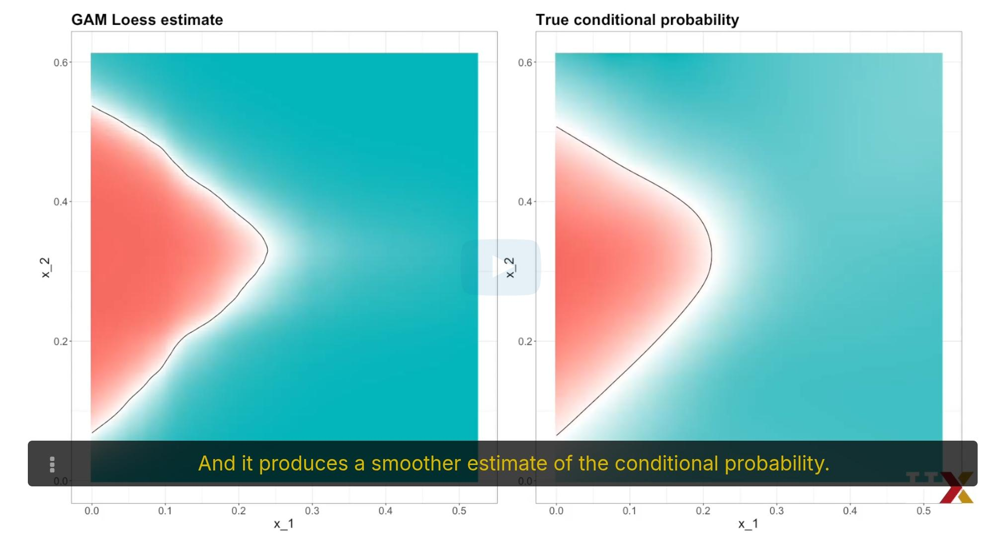 GAM Loess estimate
0.6
0.4
0.2
0.0
x_2
0.0 0.1 0.2 0.3 0.4 0.5
x_1
True conditional probability
0.6
0.4
0.2
0.0
x_2
0.0 0.1 0.2 0.3 0.4 0.5
x_1
And it produces a smoother estimate of the conditional probability.